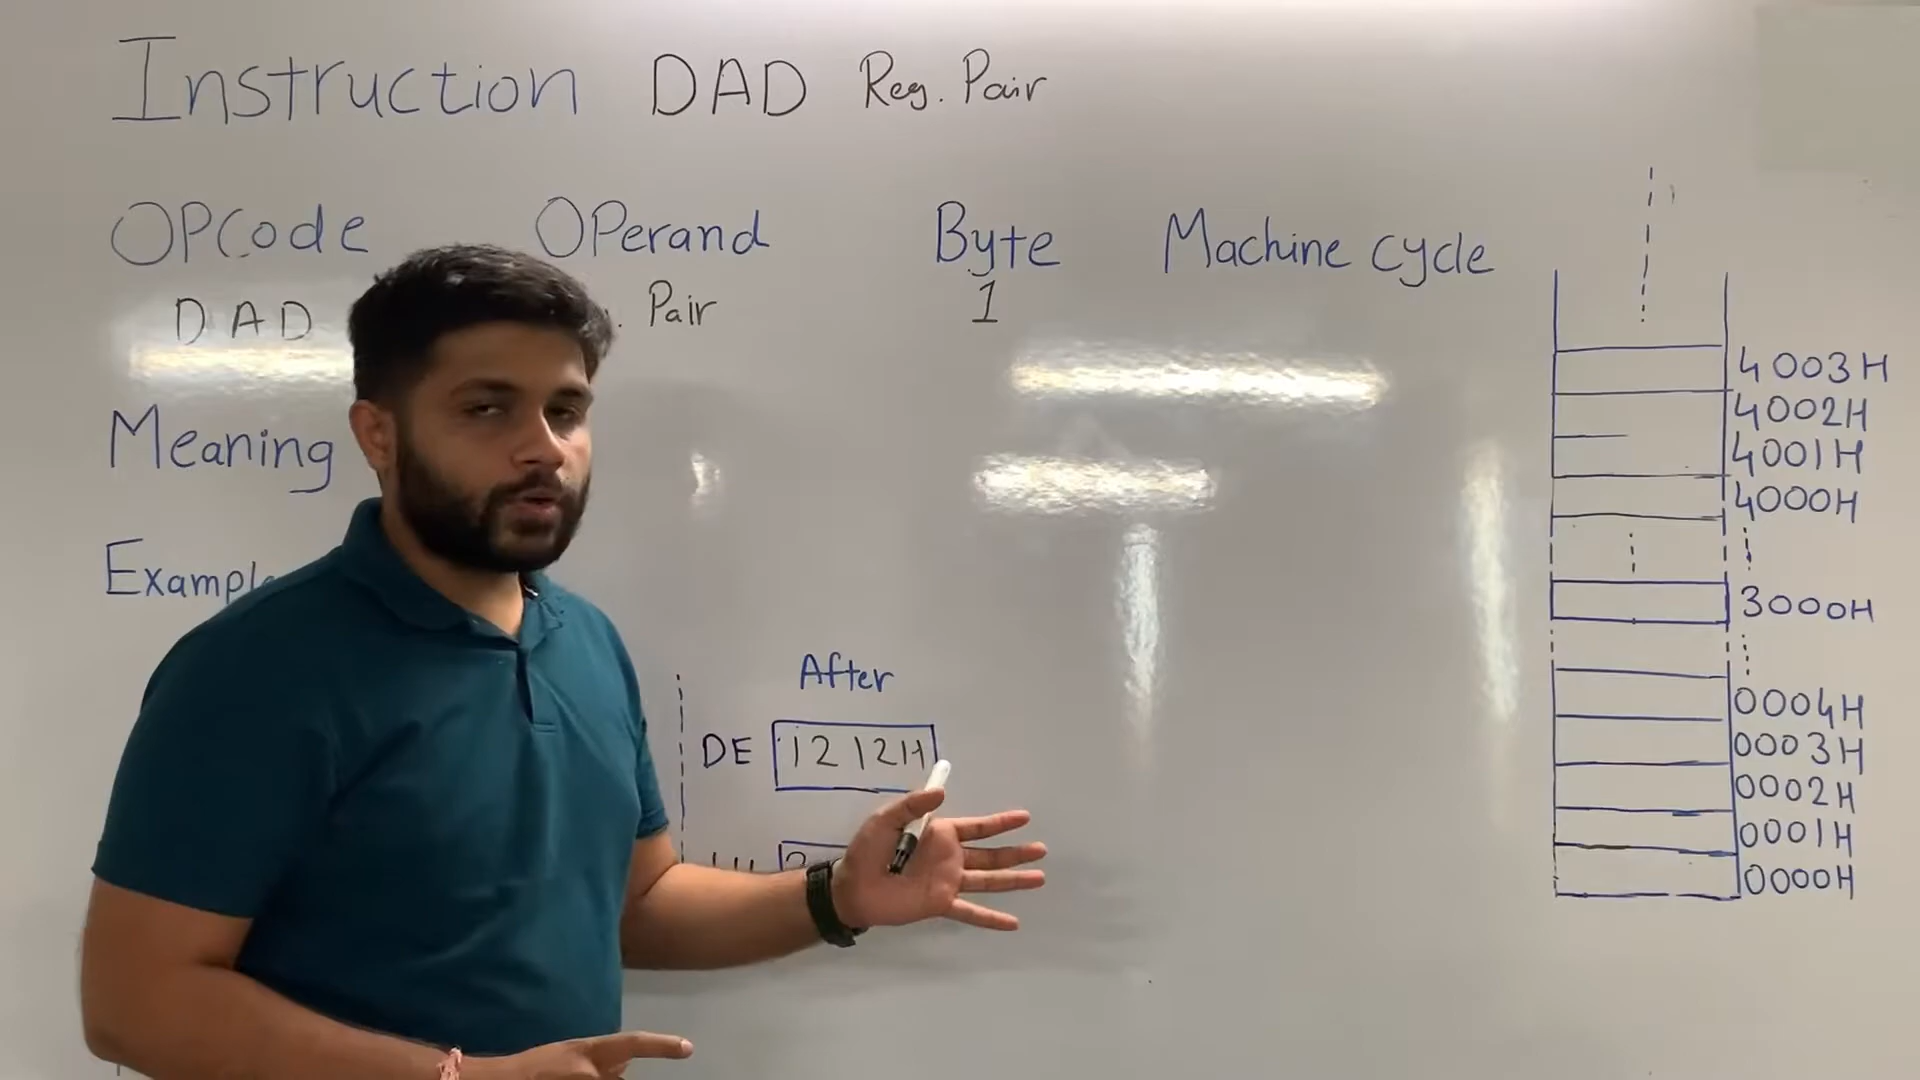 Instruction DAD Reg. Pair
OPCode OPerand Byte Machine cycle
DAD Pair 1
Meaning
Example
After
DE 1212H
4003H
4002H
4001H
4000H
3000H
0004H
0003H
0002H
0001H
0000H